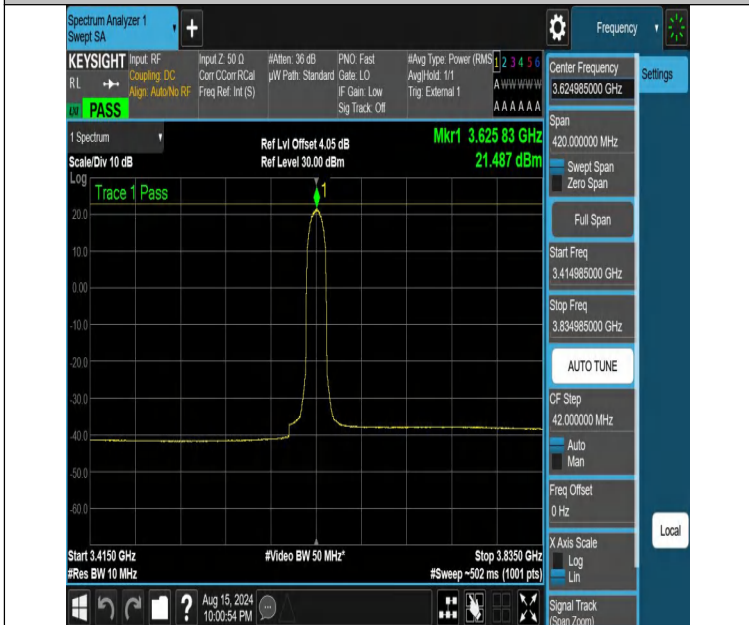 Spectrum Analyzer 1
Swept SA
+
Frequency
KEYSIGHT
RL
LXI PASS
Input: RF
Coupling: DC
Align: Auto/No RF
Input Z: 50 Ω
Corr CCorr RCal
Freq Ref: Int (S)
#Atten: 36 dB
µW Path: Standard
PNO: Fast
Gate: LO
IF Gain: Low
Sig Track: Off
#Avg Type: Power (RMS
Avg|Hold: 1/1
Trig: External 1
1 2 3 4 5 6
A W W W W W
A A A A A A
1 Spectrum
Scale/Div 10 dB
Ref Lvl Offset 4.05 dB
Ref Level 30.00 dBm
Mkr1 3.625 83 GHz
21.487 dBm
Log
Trace 1 Pass
1
20.0
10.0
0.00
-10.0
-20.0
-30.0
-40.0
-50.0
-60.0
Start 3.4150 GHz
#Res BW 10 MHz
#Video BW 50 MHz*
Stop 3.8350 GHz
#Sweep ~502 ms (1001 pts)
Center Frequency
3.624985000 GHz
Settings
Span
420.000000 MHz
Swept Span
Zero Span
Full Span
Start Freq
3.414985000 GHz
Stop Freq
3.834985000 GHz
AUTO TUNE
CF Step
42.000000 MHz
Auto
Man
Freq Offset
0 Hz
X Axis Scale
Log
Lin
Local
Signal Track
(Span Zoom)
?
Aug 15, 2024
10:00:54 PM